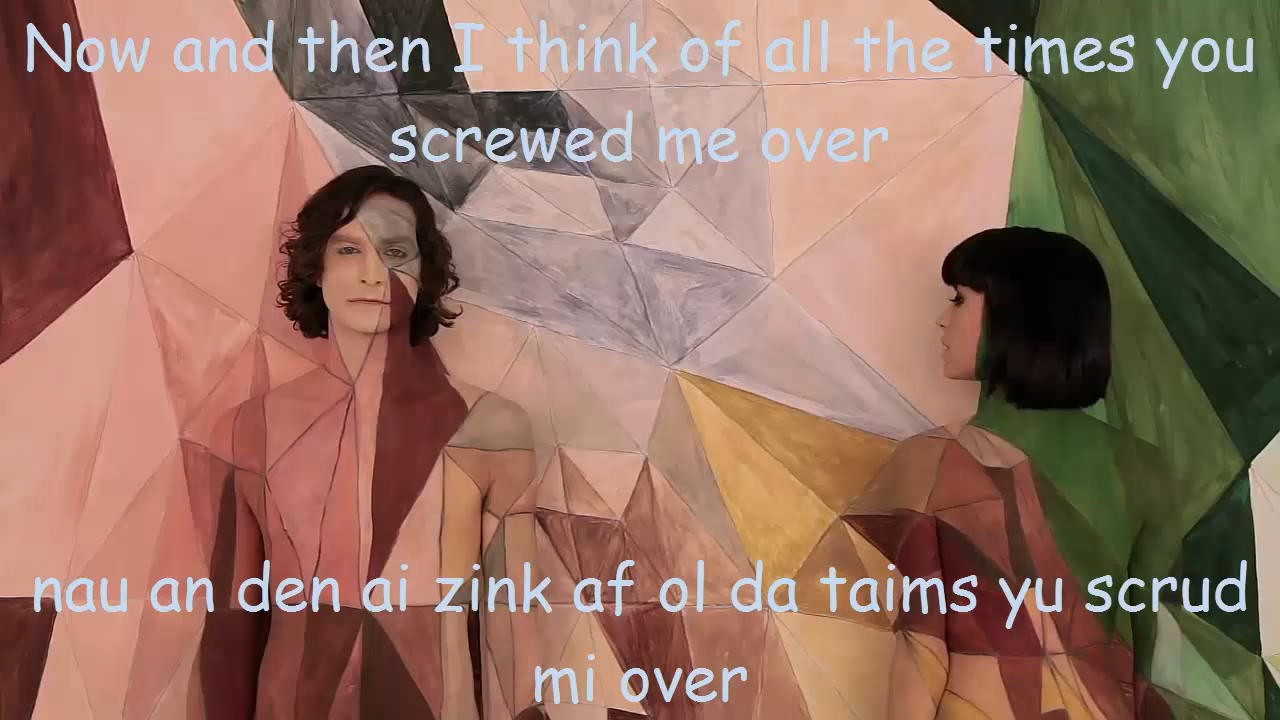 Now and then I think of all the times you
screwed me over
nau an den ai zink af ol da taims yu scrud
mi over